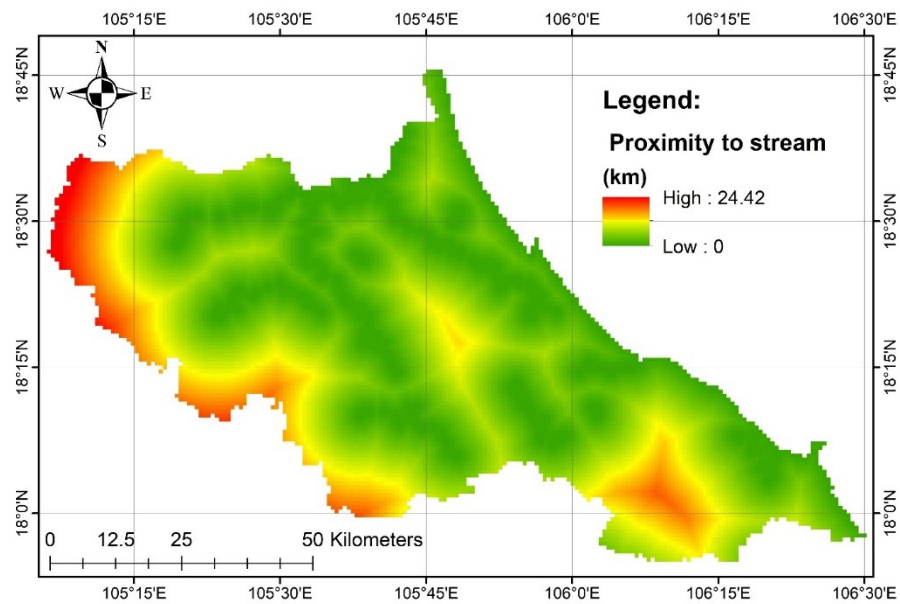 105°15'E 105°30'E 105°45'E 106°0'E 106°15'E 106°30'E
18°45'N 18°45'N
N
W E
S
Legend:
Proximity to stream
(km)
High : 24.42
Low : 0
18°30'N 18°30'N
18°15'N 18°15'N
18°0'N 18°0'N
0 12.5 25 50 Kilometers
105°15'E 105°30'E 105°45'E 106°0'E 106°15'E 106°30'E